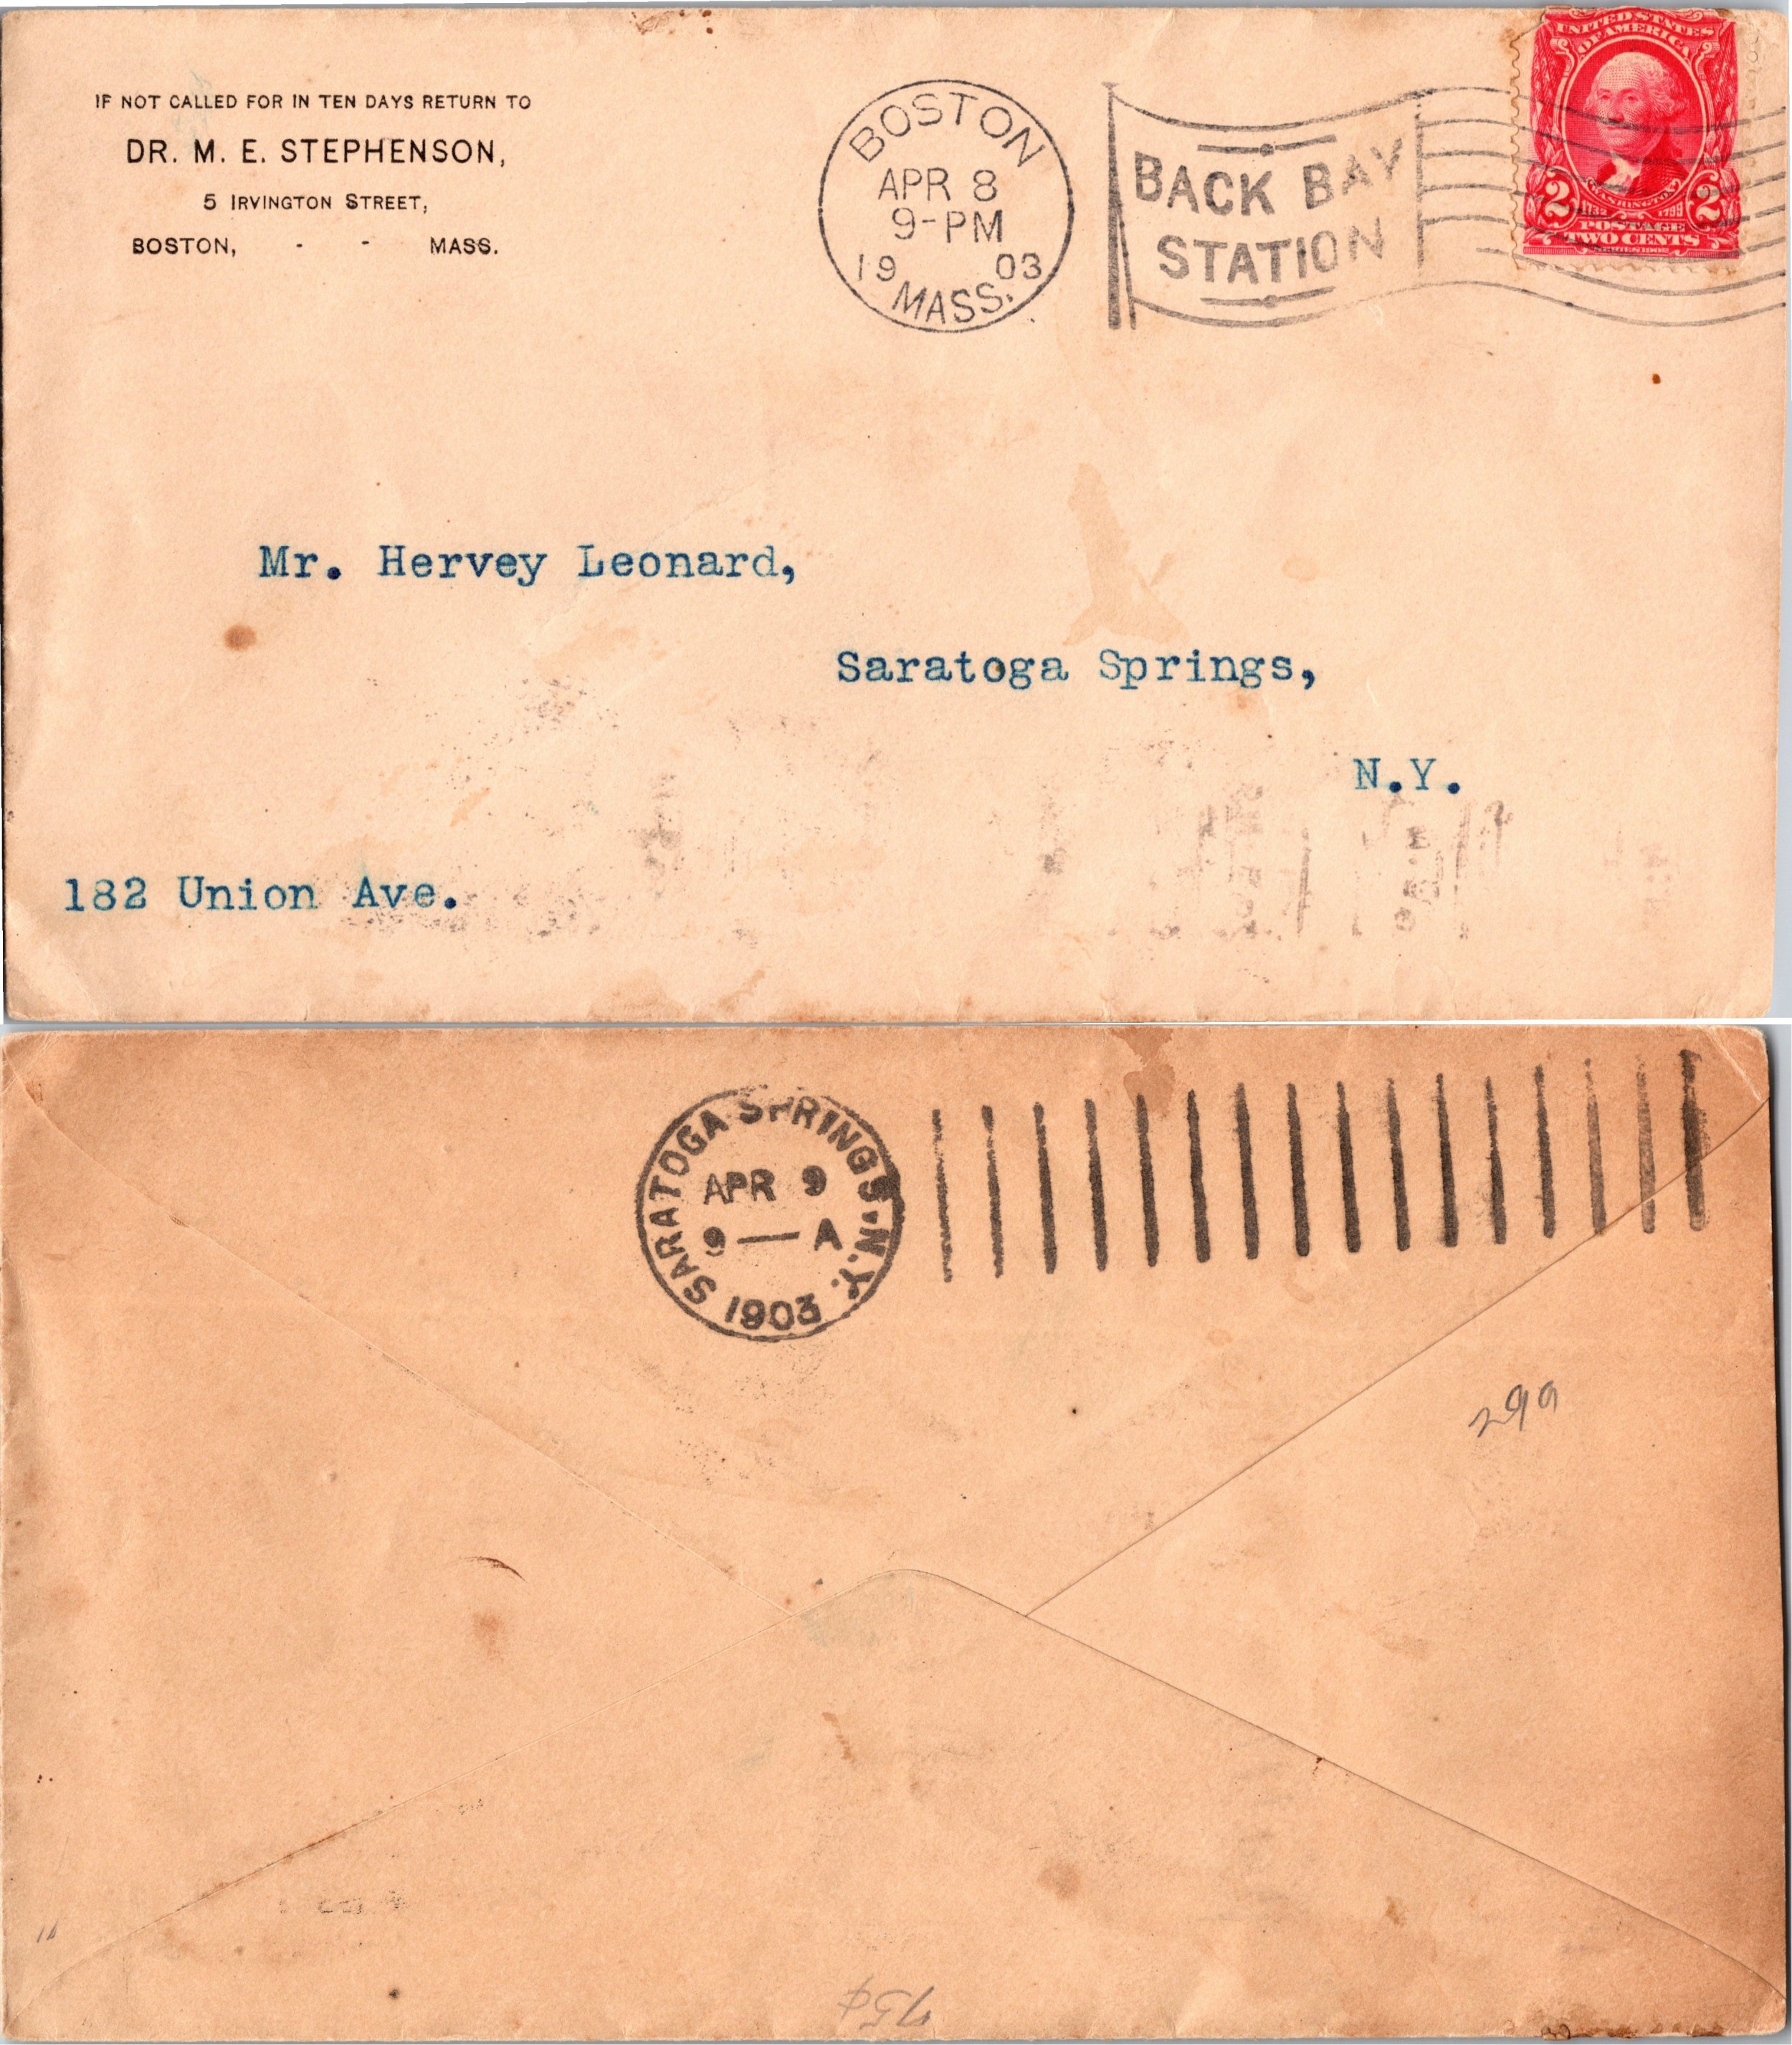 IF NOT CALLED FOR IN TEN DAYS RETURN TO
DR. M. E. STEPHENSON,
5 IRVINGTON STREET,
BOSTON, - - MASS.
BOSTON
APR 8
9-PM
19 03
MASS.
BACK BAY
STATION
UNITED STATES
OF AMERICA
WASHINGTON
2 2
POSTAGE
TWO CENTS
Mr. Hervey Leonard,
Saratoga Springs,
N.Y.
182 Union Ave.
SARATOGA SPRINGS. N.Y.
APR 9
9 — A
1903
299
75¢